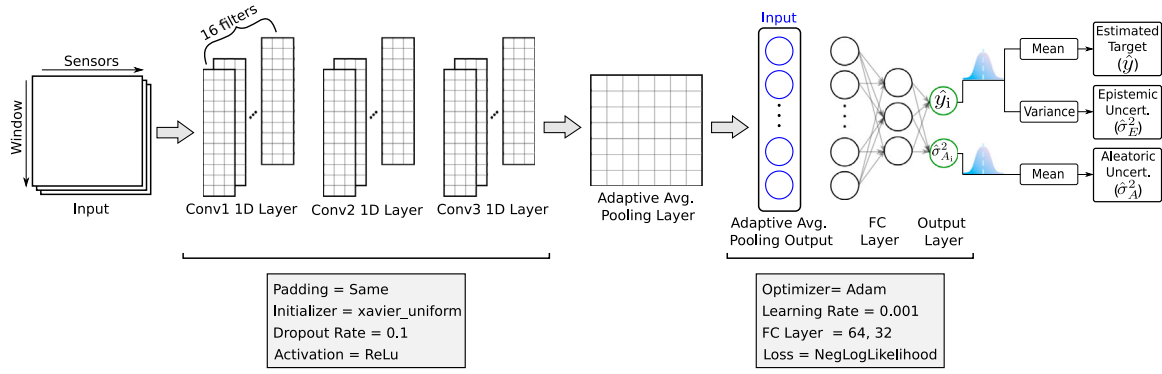 Sensors
Window
Input
16 filters
Conv1 1D Layer
Conv2 1D Layer
Conv3 1D Layer
Padding = Same
Initializer = xavier_uniform
Dropout Rate = 0.1
Activation = ReLu
Adaptive Avg.
Pooling Layer
Input
Adaptive Avg.
Pooling Output
FC
Layer
Output
Layer
ŷᵢ
σ̂²_Aᵢ
Mean
Variance
Mean
Estimated
Target
(ŷ)
Epistemic
Uncert.
(σ̂²_E)
Aleatoric
Uncert.
(σ̂²_A)
Optimizer= Adam
Learning Rate = 0.001
FC Layer = 64, 32
Loss = NegLogLikelihood